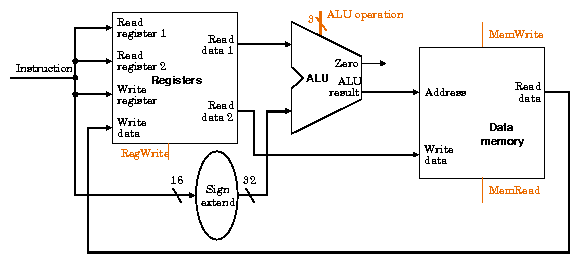 Instruction
Read
register 1
Read
register 2
Write
register
Write
data
Registers
Read
data 1
Read
data 2
RegWrite
16
Sign
extend
32
3
ALU operation
Zero
ALU
ALU
result
MemWrite
Address
Read
data
Data
memory
Write
data
MemRead